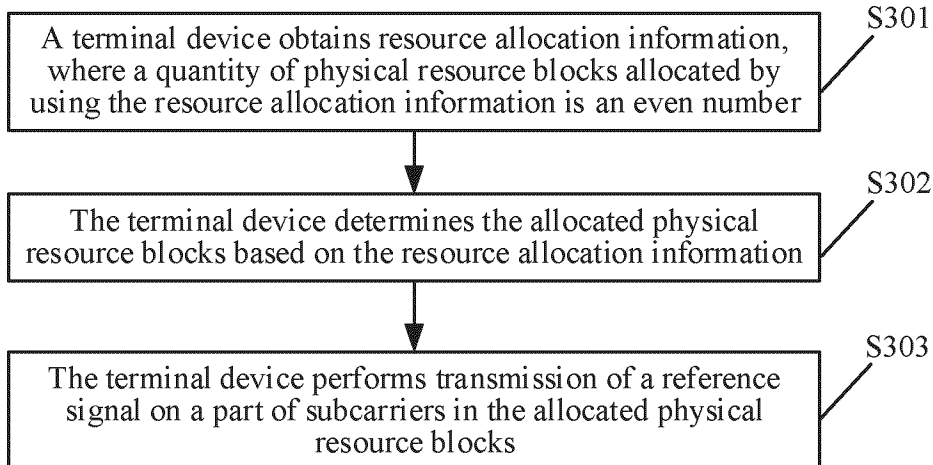 S301
A terminal device obtains resource allocation information,
where a quantity of physical resource blocks allocated by
using the resource allocation information is an even number
S302
The terminal device determines the allocated physical
resource blocks based on the resource allocation information
S303
The terminal device performs transmission of a reference
signal on a part of subcarriers in the allocated physical
resource blocks